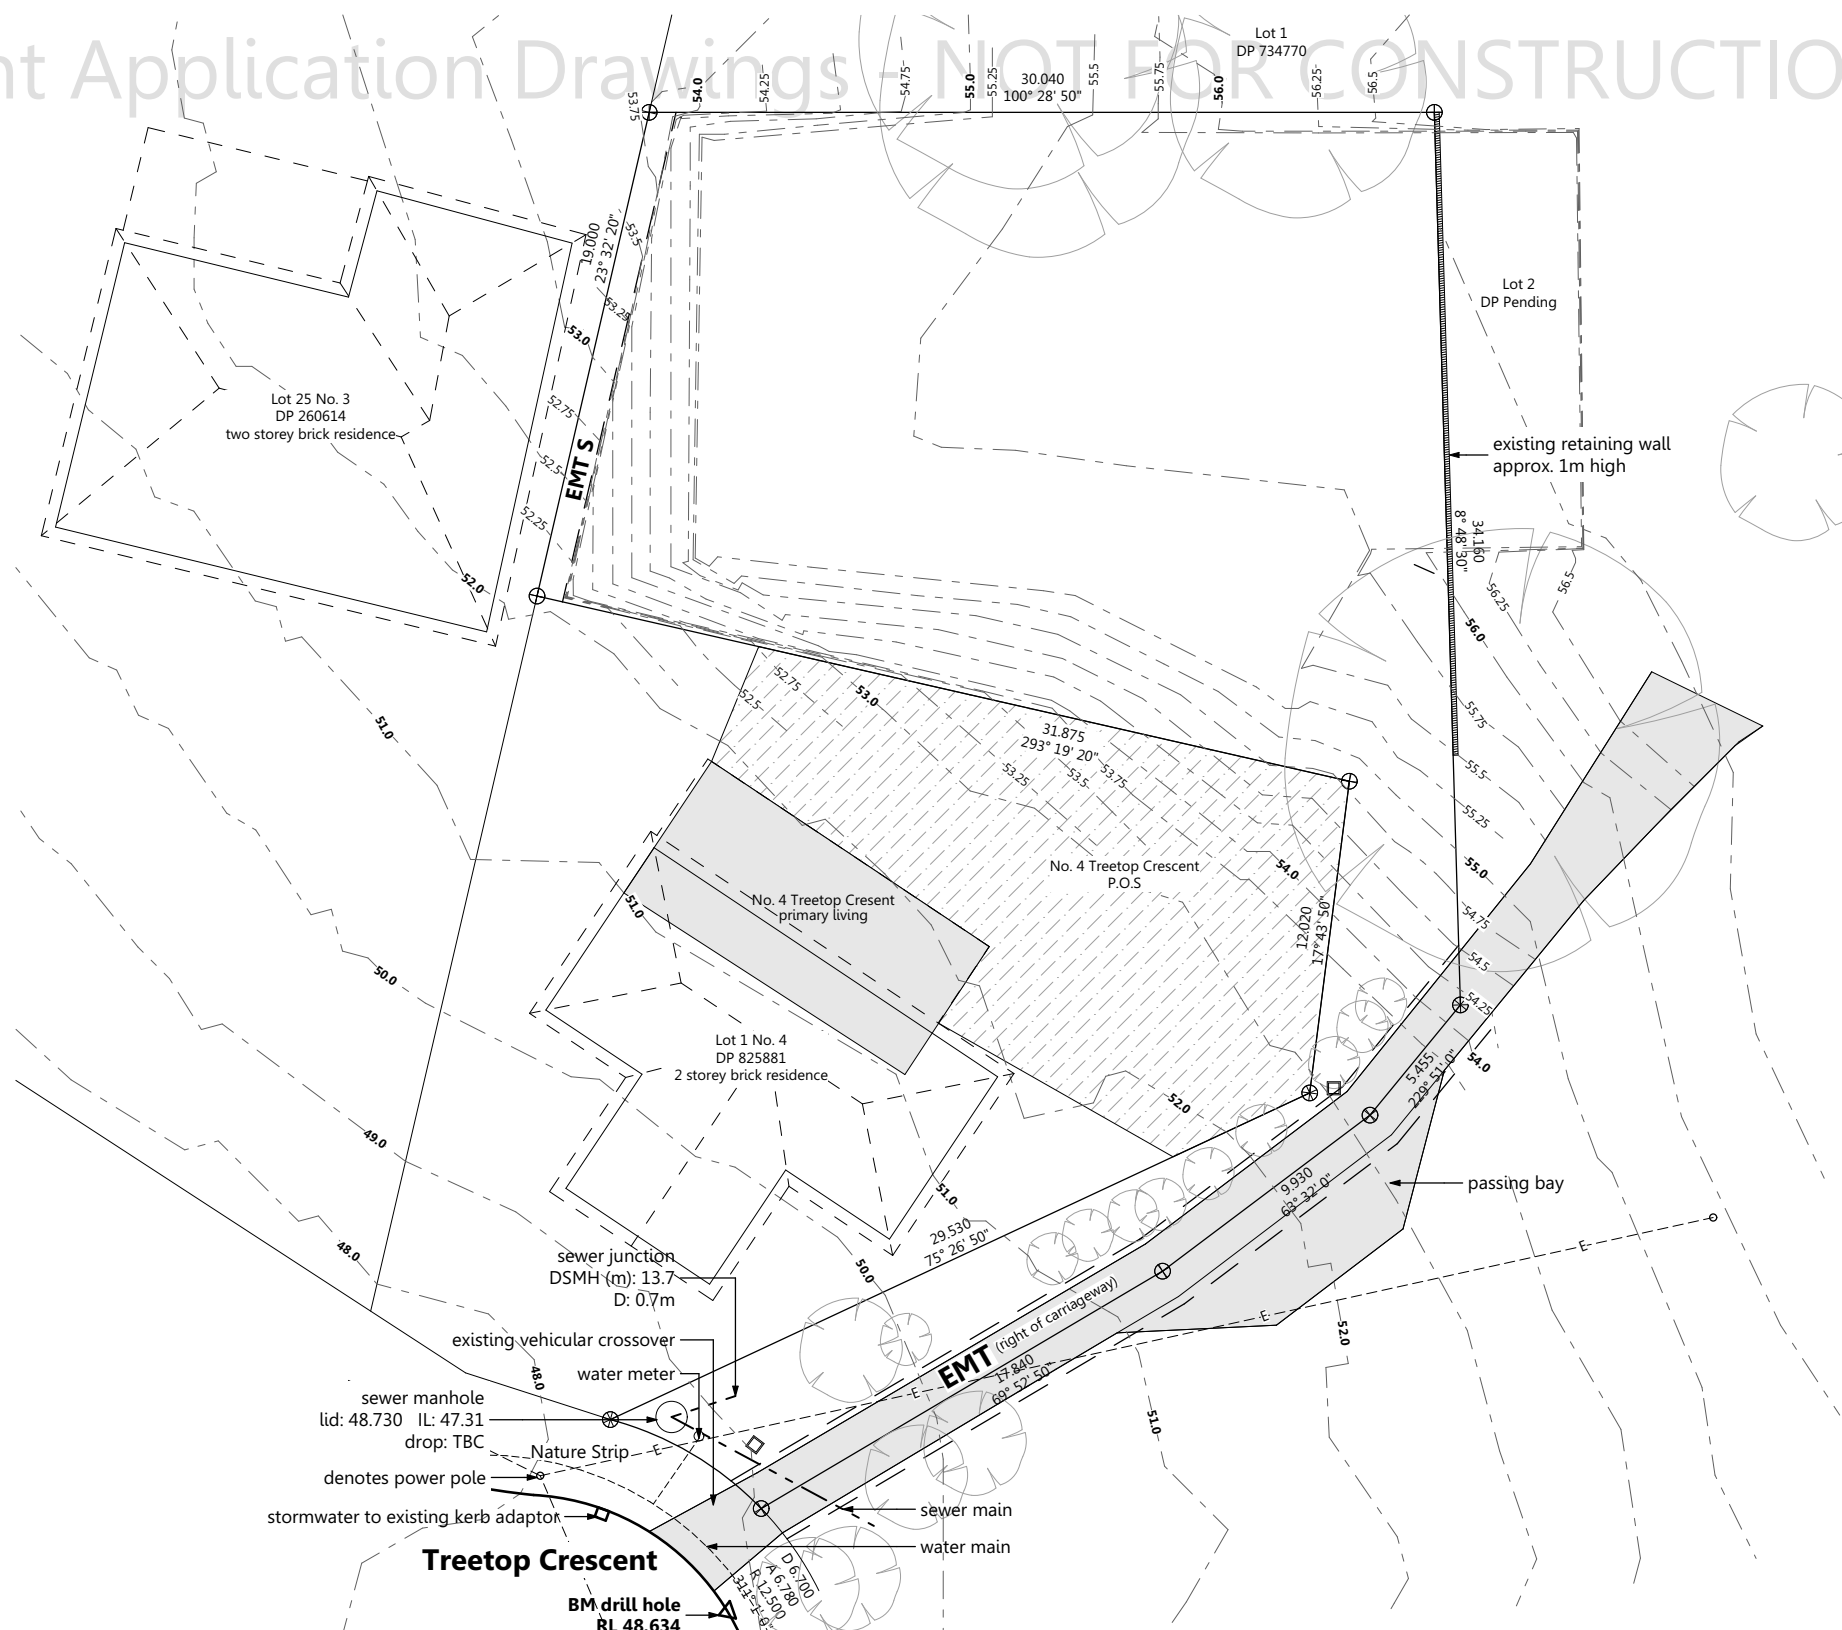 nt Application Drawings - NOT FOR CONSTRUCTIO
Lot 1
DP 734770
53.75
54.0
54.25
54.75
55.0
55.25
30.040
100° 28' 50"
55.5
55.75
56.0
56.25
56.5
19.000
23° 32' 20"
53.5
53.25
53.0
52.75
52.5
52.25
52.0
EMT S
Lot 25 No. 3
DP 260614
two storey brick residence
Lot 2
DP Pending
existing retaining wall
approx. 1m high
34.160
8° 48' 30"
56.25
56.5
56.0
55.75
55.5
55.25
55.0
54.75
54.5
54.25
54.0
52.5
52.75
53.0
31.875
293° 19' 20"
53.25
53.5
53.75
54.0
No. 4 Treetop Crescent
P.O.S
12.020
17° 43' 50"
No. 4 Treetop Cresent
primary living
51.0
51.0
50.0
49.0
48.0
Lot 1 No. 4
DP 825881
2 storey brick residence
52.0
51.0
50.0
5.455
229° 51' 0"
9.930
63° 32' 0"
passing bay
29.530
75° 26' 50"
sewer junction
DSMH (m): 13.7
D: 0.7m
existing vehicular crossover
water meter
48.0
sewer manhole
lid: 48.730 IL: 47.31
drop: TBC
Nature Strip
denotes power pole
stormwater to existing kerb adaptor
Treetop Crescent
BM drill hole
RL 48.634
EMT (right of carriageway)
17.840
69° 52' 50"
E
E
E
E
52.0
51.0
sewer main
water main
D 6.700
A 6.780
R 12.500
311° 1' 0"